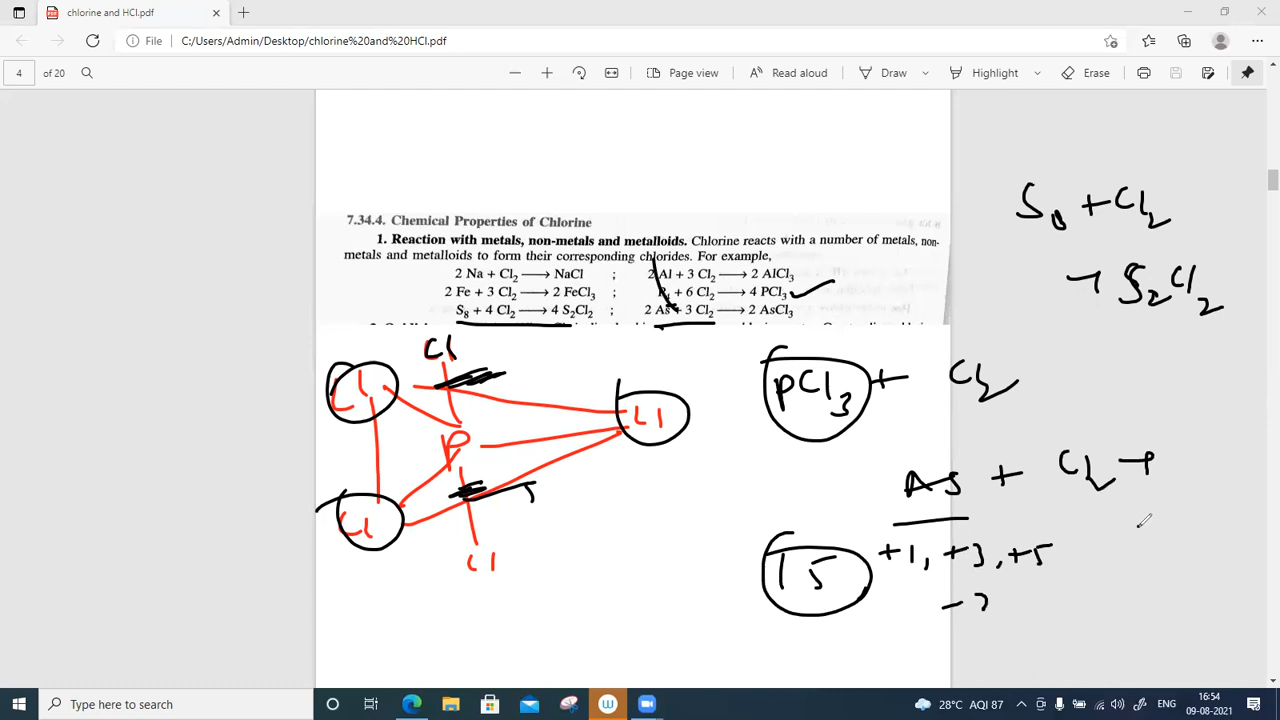 chlorine and HCl.pdf
File C:/Users/Admin/Desktop/chlorine%20and%20HCl.pdf
4 of 20 Page view Read aloud Draw Highlight Erase
7.34.4. Chemical Properties of Chlorine
1. Reaction with metals, non-metals and metalloids. Chlorine reacts with a number of metals, non-
metals and metalloids to form their corresponding chlorides. For example,
2 Na + Cl₂ ⟶ NaCl ; 2 Al + 3 Cl₂ ⟶ 2 AlCl₃
2 Fe + 3 Cl₂ ⟶ 2 FeCl₃ ; P₄ + 6 Cl₂ ⟶ 4 PCl₃
S₈ + 4 Cl₂ ⟶ 4 S₂Cl₂ ; 2 As + 3 Cl₂ ⟶ 2 AsCl₃
S₈ + Cl₂
→ S₂Cl₂
Cl
Cl
Cl
P
Cl
Cl
PCl₃ + Cl₂
As + Cl₂ →
15 +1, +3, +5
-3
Type here to search
28°C AQI 87 ENG
16:54
09-08-2021